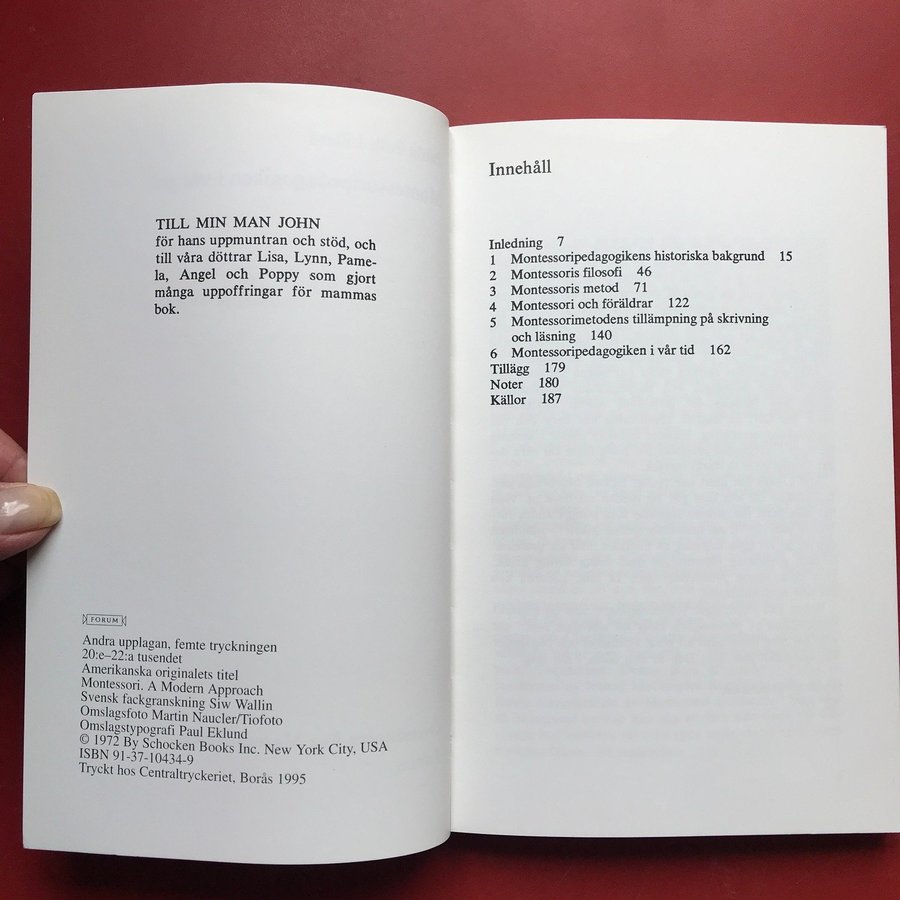 TILL MIN MAN JOHN
för hans uppmuntran och stöd, och
till våra döttrar Lisa, Lynn, Pame-
la, Angel och Poppy som gjort
många uppoffringar för mammas
bok.
FORUM
Andra upplagan, femte tryckningen
20:e–22:a tusendet
Amerikanska originalets titel
Montessori. A Modern Approach
Svensk fackgranskning Siw Wallin
Omslagsfoto Martin Naucler/Tiofoto
Omslagstypografi Paul Eklund
© 1972 By Schocken Books Inc. New York City, USA
ISBN 91-37-10434-9
Tryckt hos Centraltryckeriet, Borås 1995
Innehåll
Inledning 7
1 Montessoripedagogikens historiska bakgrund 15
2 Montessoris filosofi 46
3 Montessoris metod 71
4 Montessori och föräldrar 122
5 Montessorimetodens tillämpning på skrivning
och läsning 140
6 Montessoripedagogiken i vår tid 162
Tillägg 179
Noter 180
Källor 187